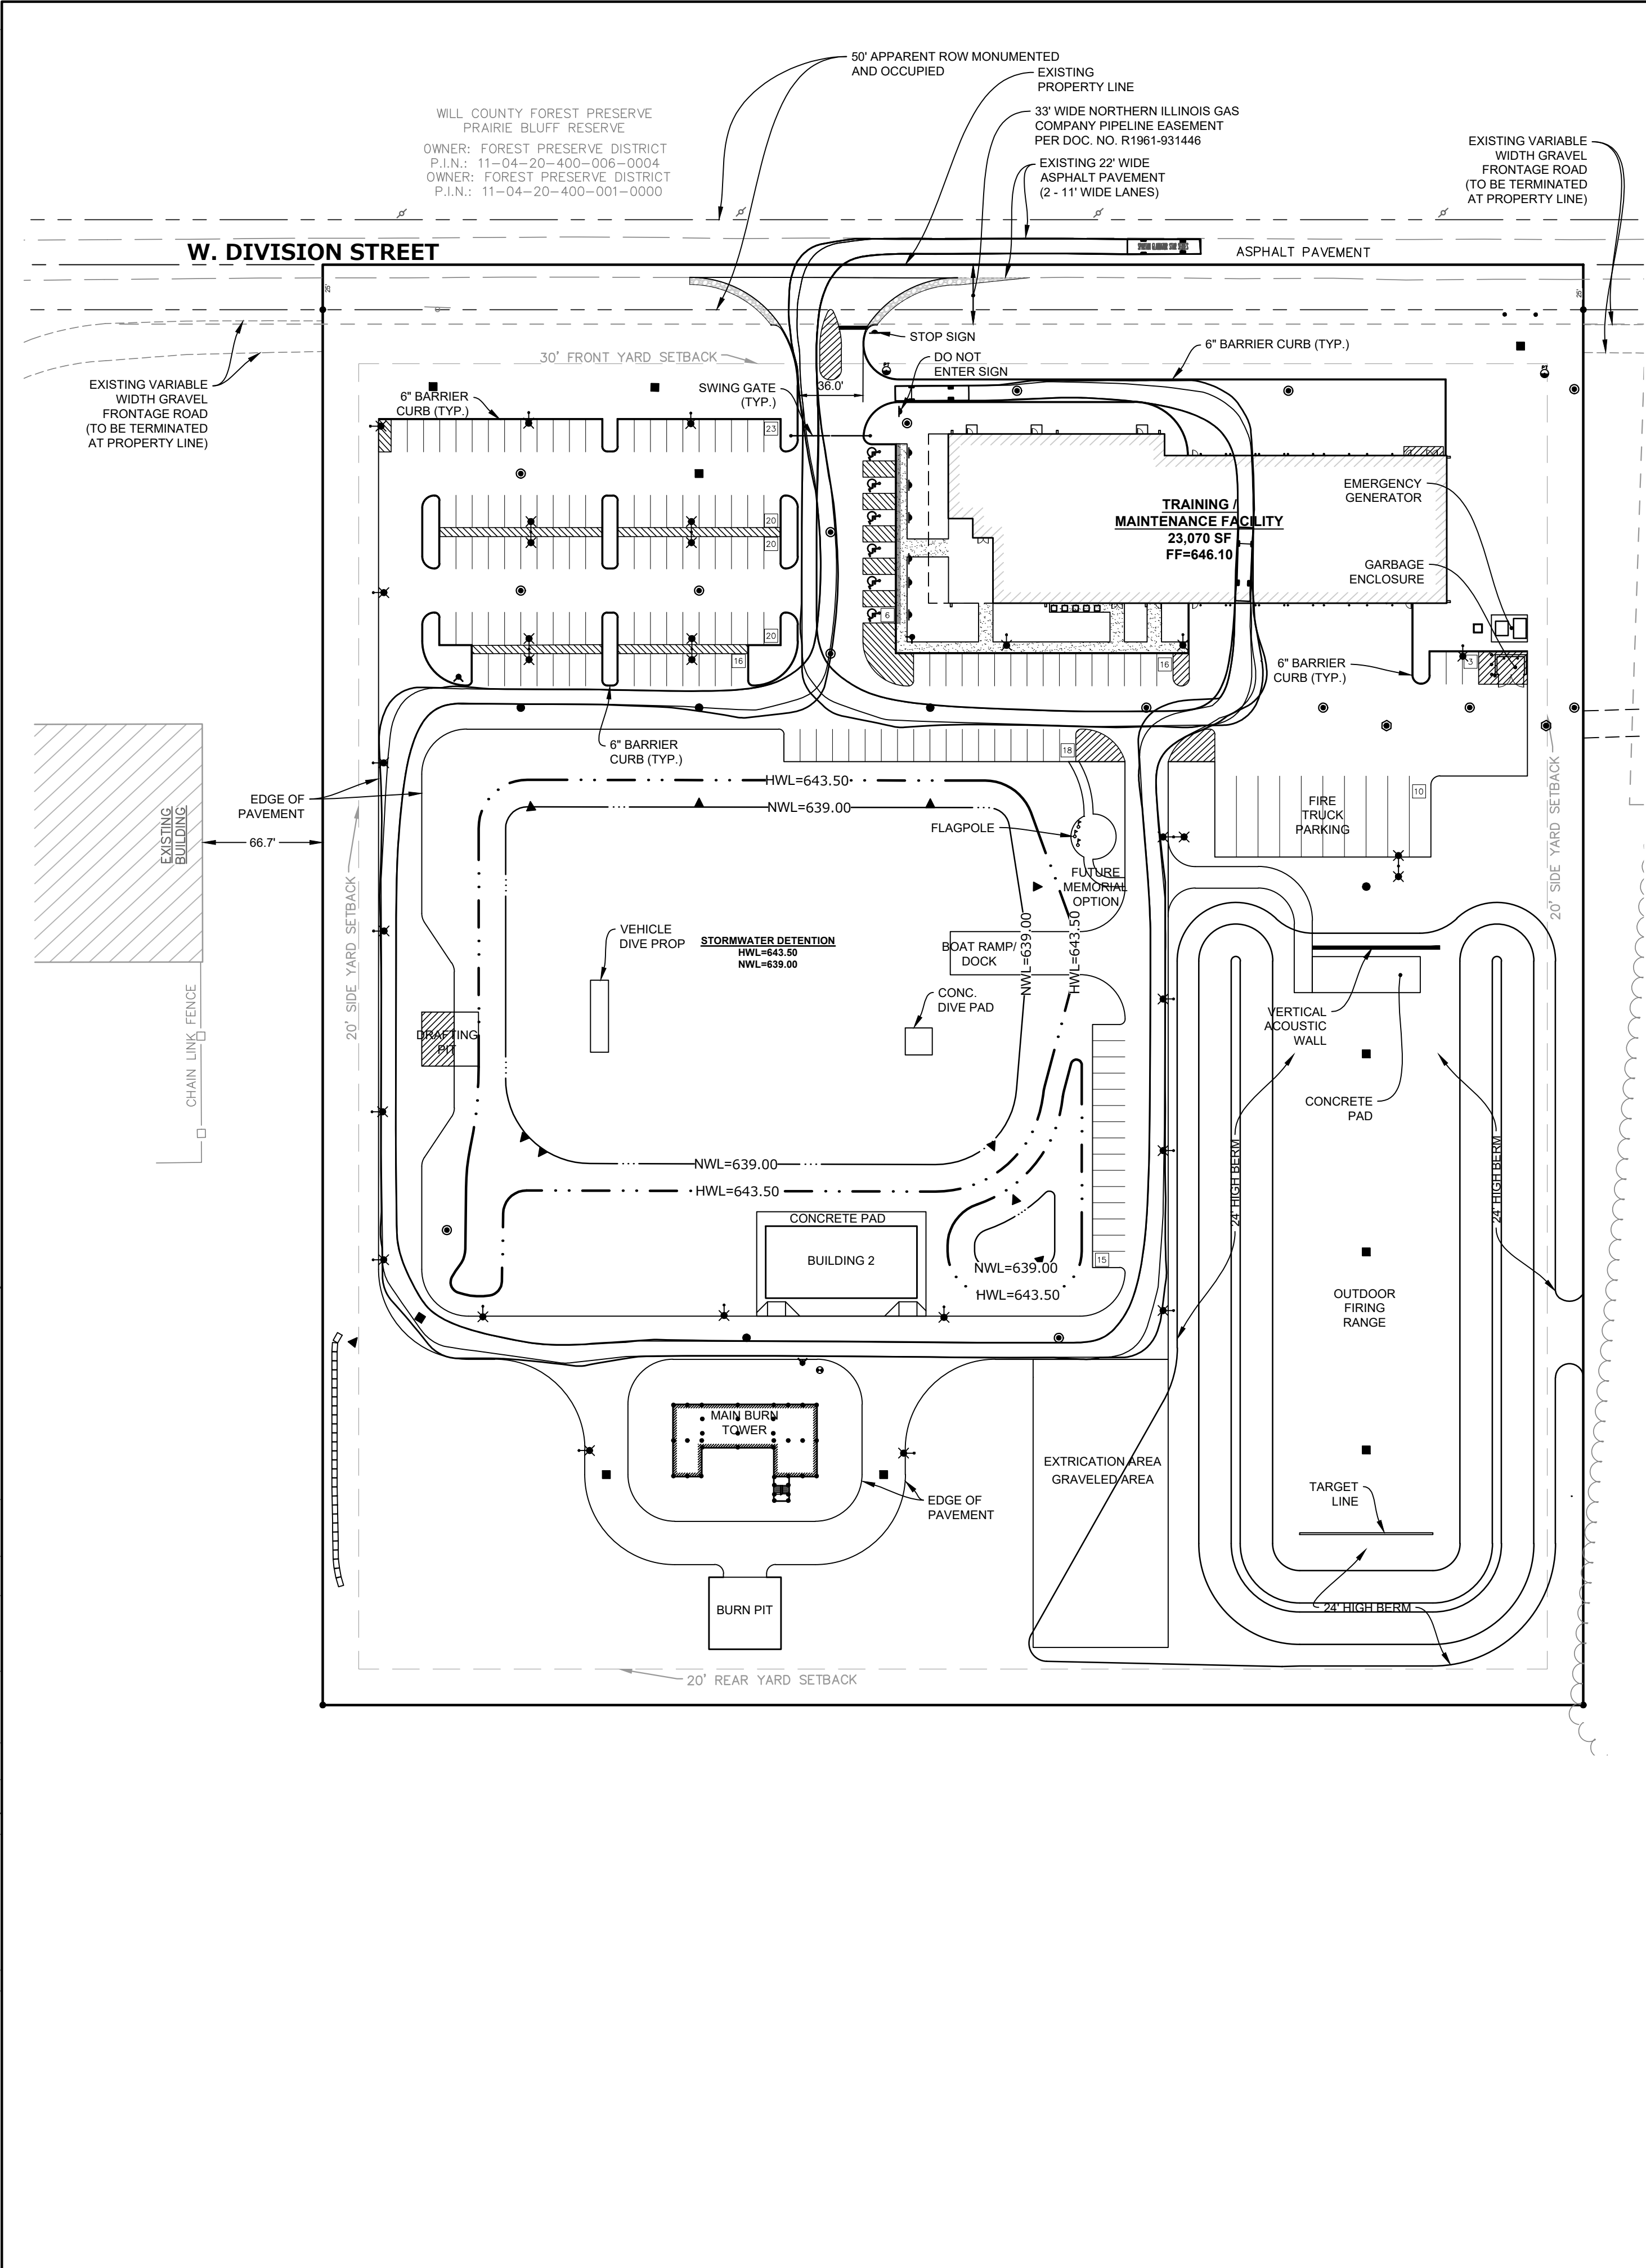 50' APPARENT ROW MONUMENTED
AND OCCUPIED
EXISTING
PROPERTY LINE
33' WIDE NORTHERN ILLINOIS GAS
COMPANY PIPELINE EASEMENT
PER DOC. NO. R1961-931446
EXISTING 22' WIDE
ASPHALT PAVEMENT
(2 - 11' WIDE LANES)
WILL COUNTY FOREST PRESERVE
PRAIRIE BLUFF RESERVE
OWNER: FOREST PRESERVE DISTRICT
P.I.N.: 11-04-20-400-006-0004
OWNER: FOREST PRESERVE DISTRICT
P.I.N.: 11-04-20-400-001-0000
EXISTING VARIABLE
WIDTH GRAVEL
FRONTAGE ROAD
(TO BE TERMINATED
AT PROPERTY LINE)
W. DIVISION STREET
ASPHALT PAVEMENT
25'
25'
STOP SIGN
30' FRONT YARD SETBACK
6" BARRIER CURB (TYP.)
DO NOT
ENTER SIGN
EXISTING VARIABLE
WIDTH GRAVEL
FRONTAGE ROAD
(TO BE TERMINATED
AT PROPERTY LINE)
6" BARRIER
CURB (TYP.)
SWING GATE
(TYP.)
36.0'
23
20
20
20
16
6
16
TRAINING /
MAINTENANCE FACILITY
23,070 SF
FF=646.10
EMERGENCY
GENERATOR
GARBAGE
ENCLOSURE
6" BARRIER
CURB (TYP.)
3
6" BARRIER
CURB (TYP.)
18
10
EDGE OF
PAVEMENT
EXISTING
BUILDING
66.7'
HWL=643.50
NWL=639.00
FLAGPOLE
FUTURE
MEMORIAL
OPTION
FIRE
TRUCK
PARKING
20' SIDE YARD SETBACK
20' SIDE YARD SETBACK
VEHICLE
DIVE PROP
STORMWATER DETENTION
HWL=643.50
NWL=639.00
BOAT RAMP/
DOCK
NWL=639.00
HWL=643.50
CONC.
DIVE PAD
DRAFTING
PIT
CHAIN LINK FENCE
VERTICAL
ACOUSTIC
WALL
CONCRETE
PAD
24' HIGH BERM
24' HIGH BERM
NWL=639.00
HWL=643.50
CONCRETE PAD
BUILDING 2
NWL=639.00
HWL=643.50
15
OUTDOOR
FIRING
RANGE
MAIN BURN
TOWER
EXTRICATION AREA
GRAVELED AREA
EDGE OF
PAVEMENT
TARGET
LINE
BURN PIT
24' HIGH BERM
20' REAR YARD SETBACK